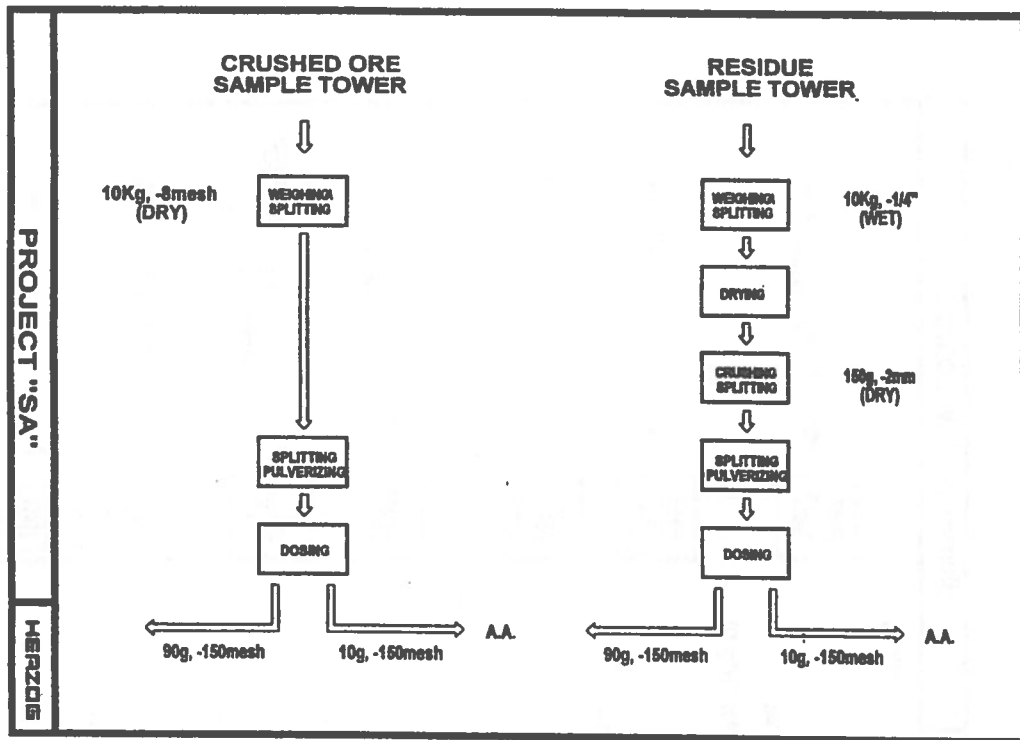 PROJECT "SA"
HERZOG
CRUSHED ORE
SAMPLE TOWER
10Kg, -8mesh
(DRY)
WEIGHING\
SPLITTING
SPLITTING
PULVERIZING
DOSING
90g, -150mesh
10g, -150mesh
A.A.
RESIDUE
SAMPLE TOWER
WEIGHING\
SPLITTING
10Kg, -1/4"
(WET)
DRYING
CRUSHING
SPLITTING
150g, -2mm
(DRY)
SPLITTING
PULVERIZING
DOSING
90g, -150mesh
10g, -150mesh
A.A.